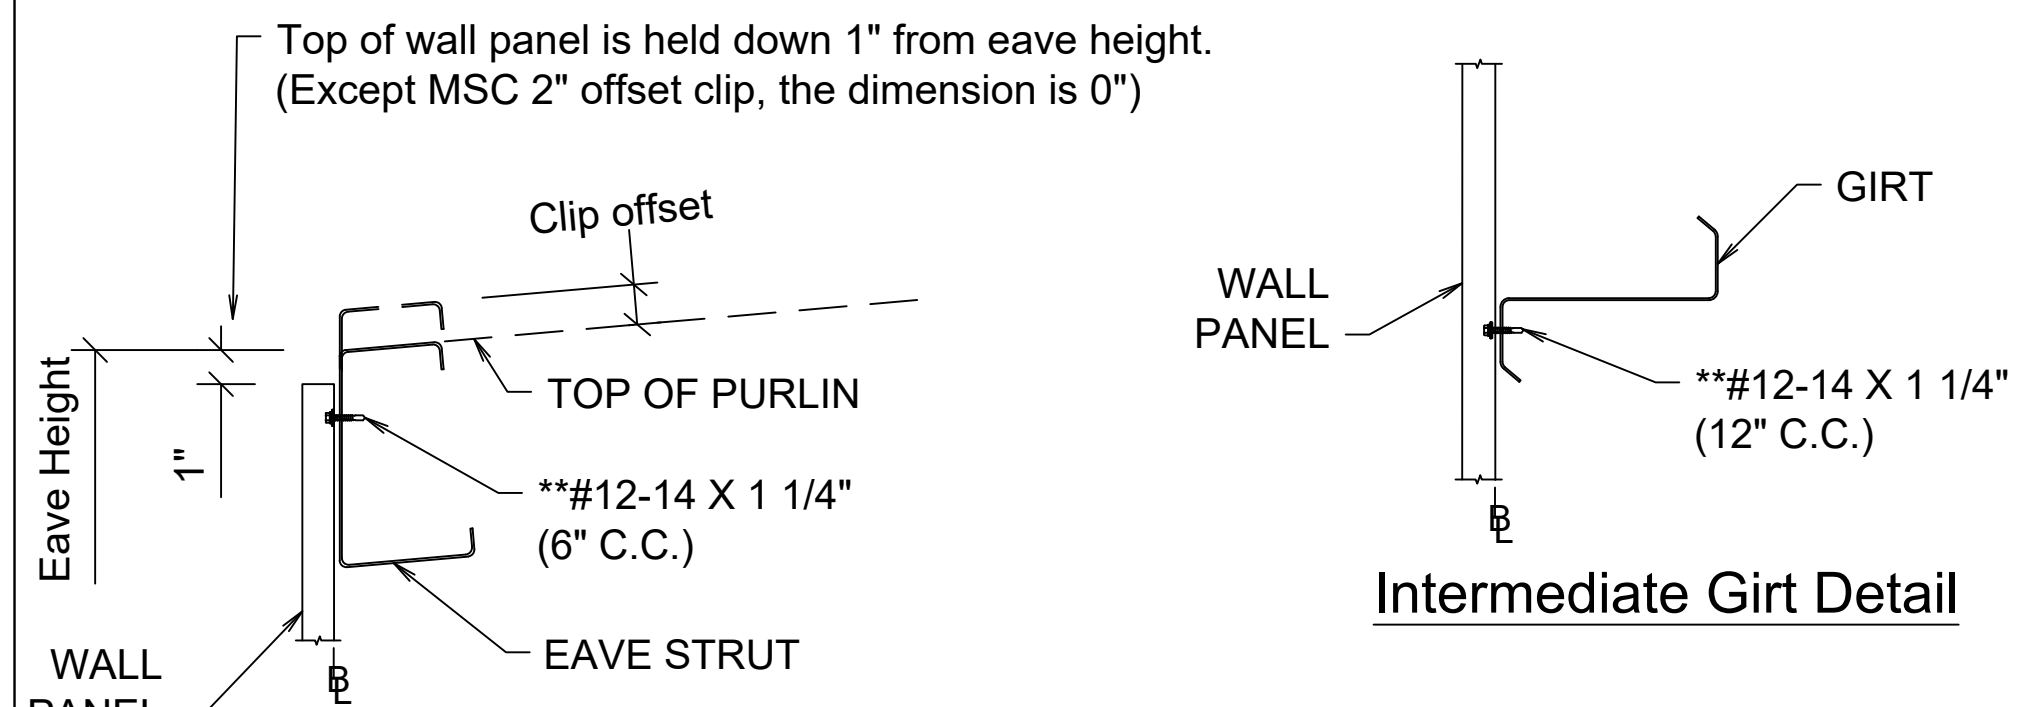 Top of wall panel is held down 1" from eave height.
(Except MSC 2" offset clip, the dimension is 0")
Clip offset
Eave Height
1"
TOP OF PURLIN
**#12-14 X 1 1/4"
(6" C.C.)
EAVE STRUT
WALL
PANEL
BL
GIRT
WALL
PANEL
**#12-14 X 1 1/4"
(12" C.C.)
BL
Intermediate Girt Detail